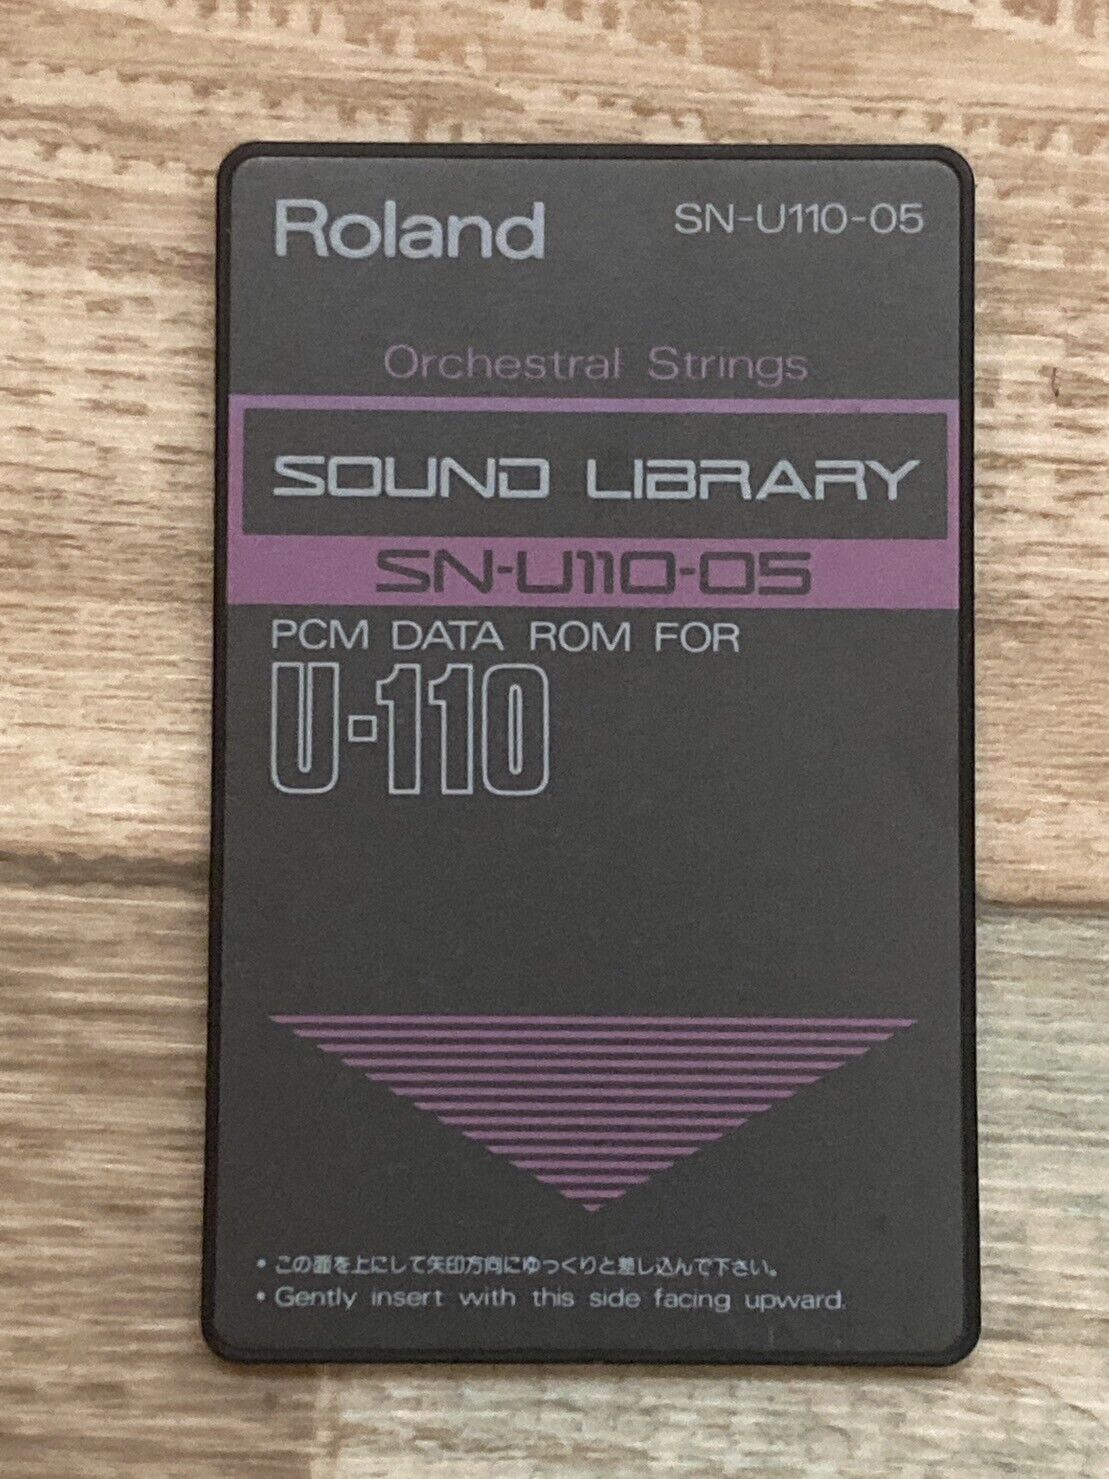 Roland
SN-U110-05
Orchestral Strings
SOUND LIBRARY
SN-U110-05
PCM DATA ROM FOR
U-110
• この面を上にして矢印方向にゆっくりと差し込んで下さい。
• Gently insert with this side facing upward.